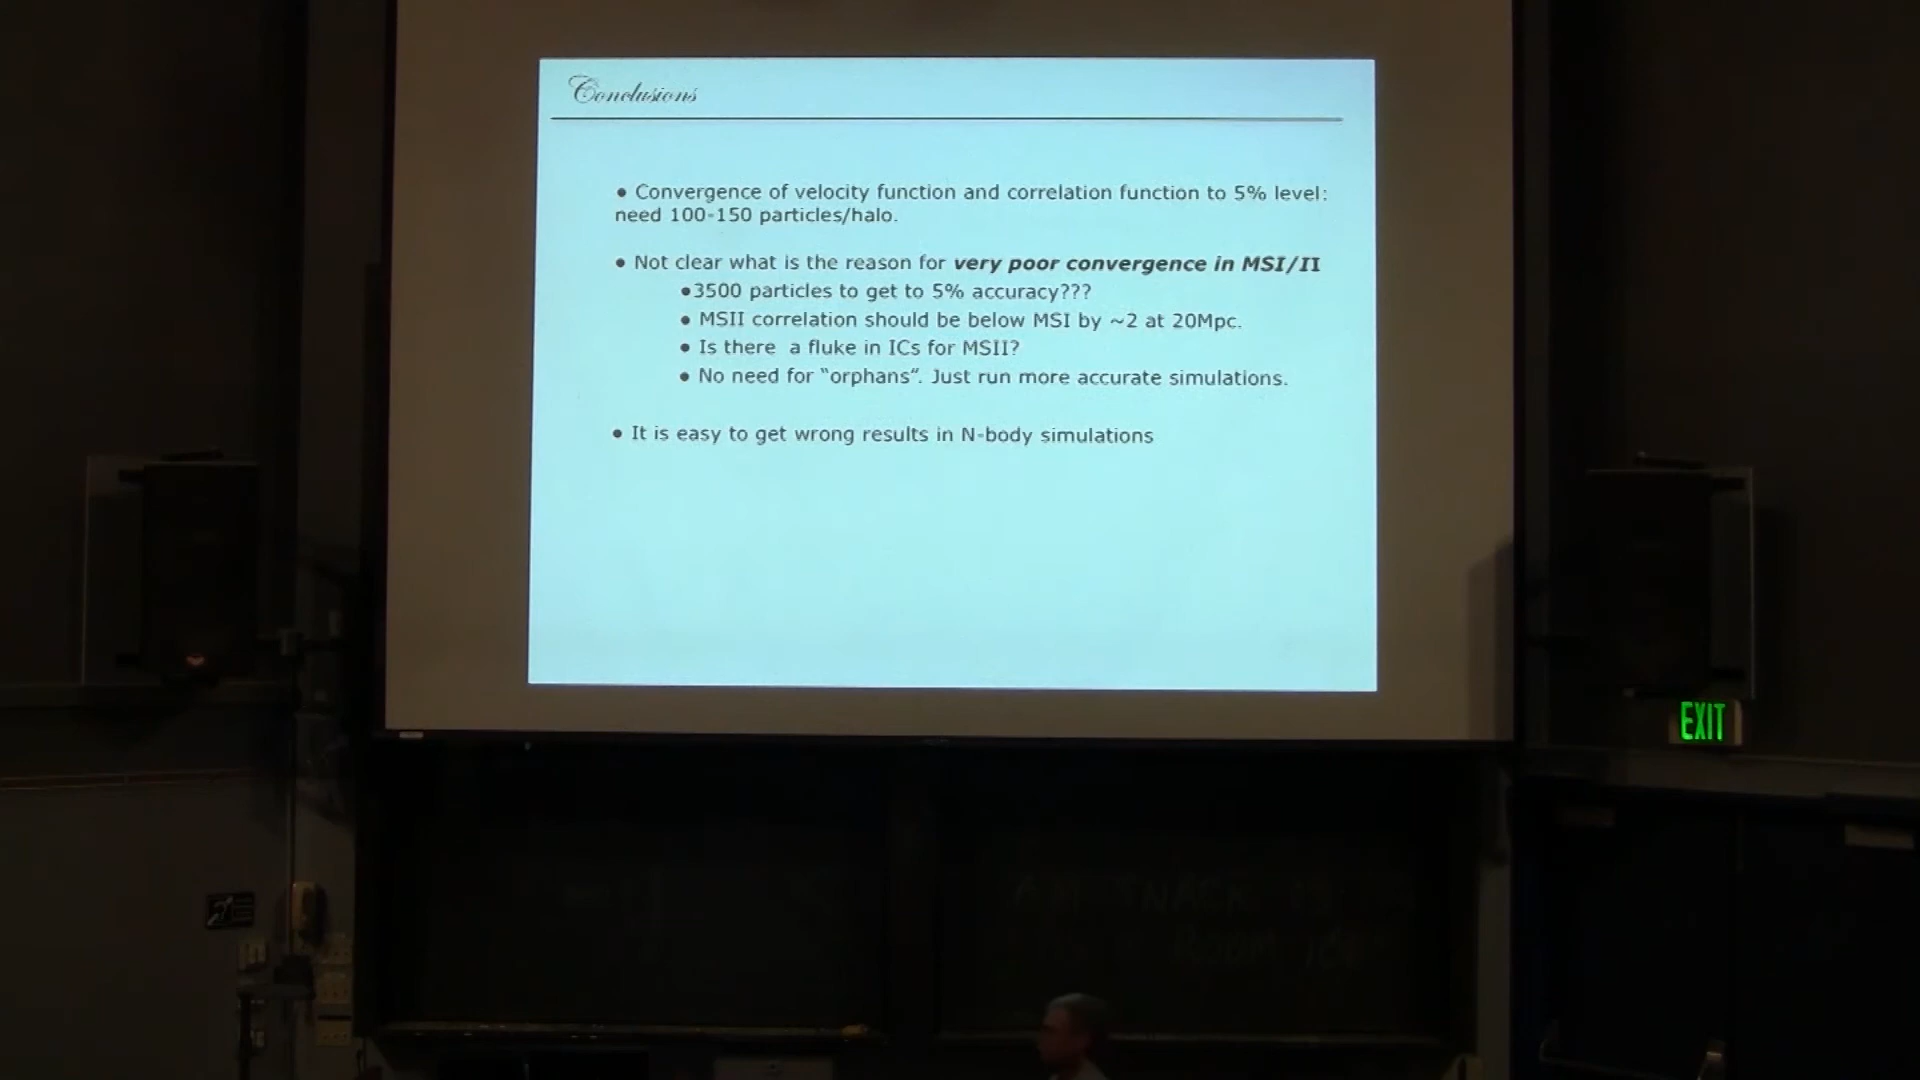 Conclusions
• Convergence of velocity function and correlation function to 5% level:
need 100-150 particles/halo.
• Not clear what is the reason for very poor convergence in MSI/II
•3500 particles to get to 5% accuracy???
• MSII correlation should be below MSI by ~2 at 20Mpc.
• Is there a fluke in ICs for MSII?
• No need for "orphans". Just run more accurate simulations.
• It is easy to get wrong results in N-body simulations
EXIT